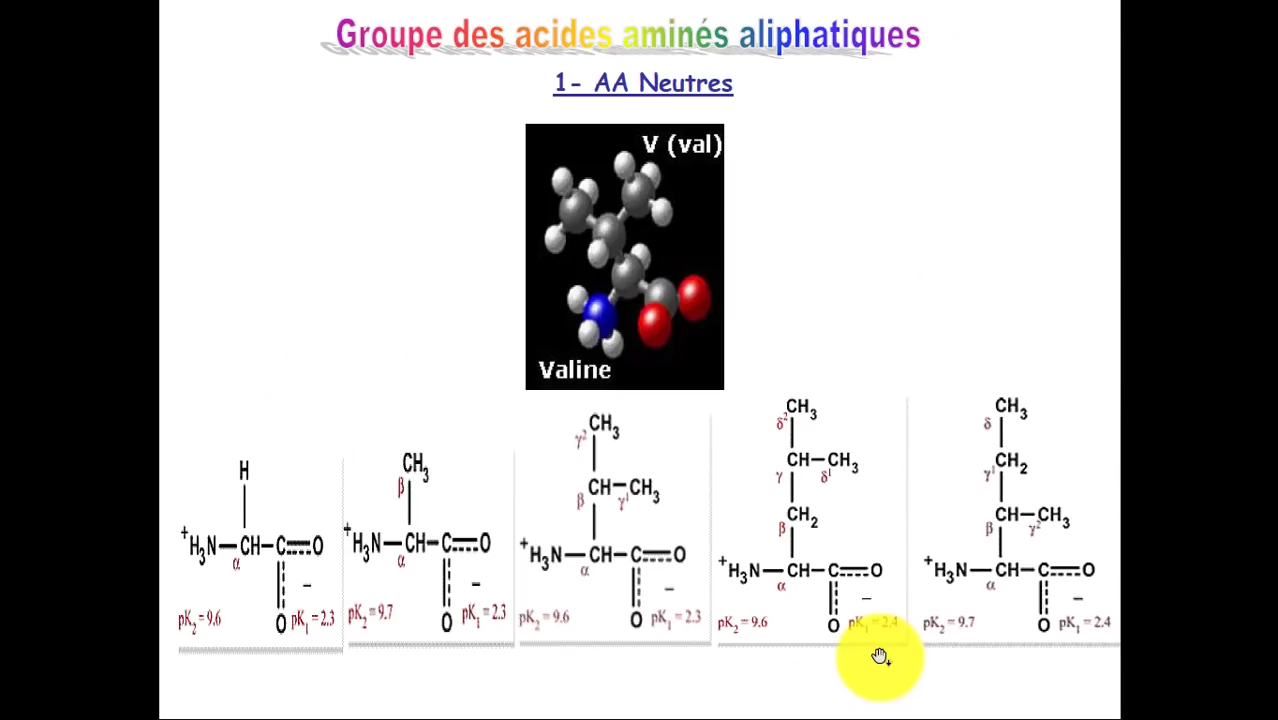 Groupe des acides aminés aliphatiques
1- AA Neutres
V (val)
Valine
H
⁺H₃N–CH–C=O
α
O
–
pK₂ = 9.6
pK₁ = 2.3
CH₃
β
⁺H₃N–CH–C=O
α
O
–
pK₂ = 9.7
pK₁ = 2.3
CH₃
γ²
CH–CH₃
β
γ¹
⁺H₃N–CH–C=O
α
O
–
pK₂ = 9.6
pK₁ = 2.3
CH₃
δ²
CH–CH₃
γ
δ¹
CH₂
β
⁺H₃N–CH–C=O
α
O
–
pK₂ = 9.6
pK₁ = 2.4
CH₃
δ
CH₂
γ¹
CH–CH₃
β
γ²
⁺H₃N–CH–C=O
α
O
–
pK₂ = 9.7
pK₁ = 2.4